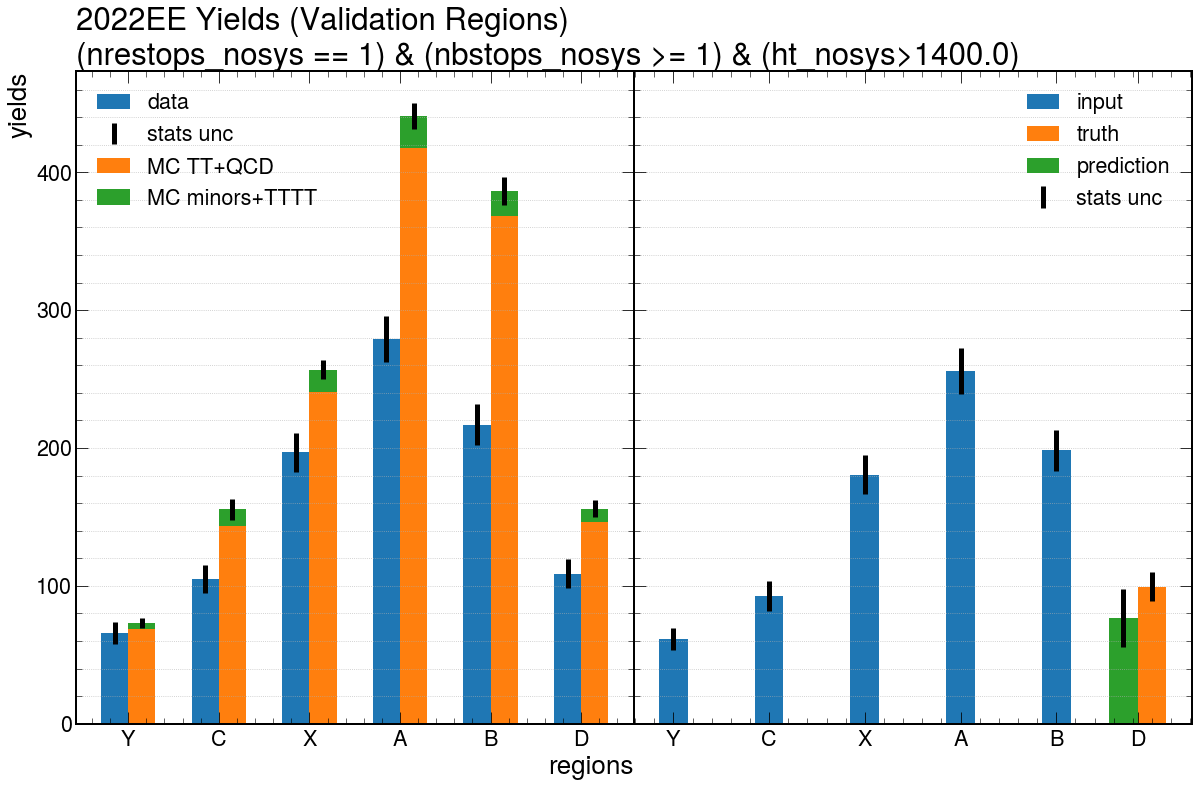 2022EE Yields (Validation Regions)
(nrestops_nosys == 1) & (nbstops_nosys >= 1) & (ht_nosys>1400.0)
yields
data
stats unc
MC TT+QCD
MC minors+TTTT
input
truth
prediction
stats unc
400
300
200
100
0
Y C X A B D
Y C X A B D
regions